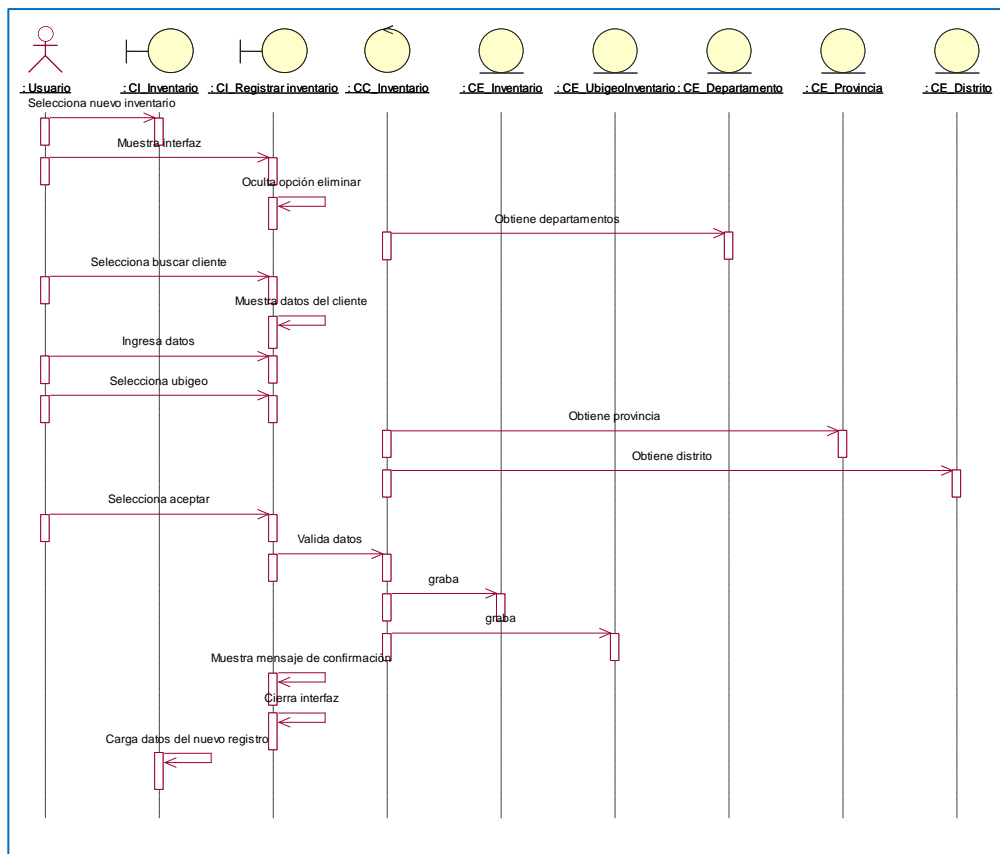 : Usuario
: CI_Inventario
: CI_Registrar inventario
: CC_Inventario
: CE_Inventario
: CE_UbigeoInventario
: CE_Departamento
: CE_Provincia
: CE_Distrito
Selecciona nuevo inventario
Muestra interfaz
Oculta opción eliminar
Obtiene departamentos
Selecciona buscar cliente
Muestra datos del cliente
Ingresa datos
Selecciona ubigeo
Obtiene provincia
Obtiene distrito
Selecciona aceptar
Valida datos
graba
graba
Muestra mensaje de confirmación
Cierra interfaz
Carga datos del nuevo registro